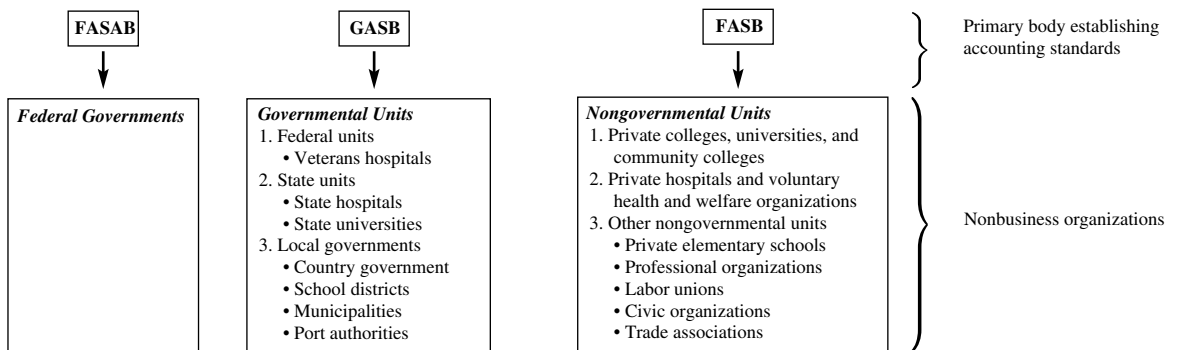 FASAB
GASB
FASB
Primary body establishing
accounting standards
Federal Governments
Governmental Units
1. Federal units
• Veterans hospitals
2. State units
• State hospitals
• State universities
3. Local governments
• Country government
• School districts
• Municipalities
• Port authorities
Nongovernmental Units
1. Private colleges, universities, and
community colleges
2. Private hospitals and voluntary
health and welfare organizations
3. Other nongovernmental units
• Private elementary schools
• Professional organizations
• Labor unions
• Civic organizations
• Trade associations
Nonbusiness organizations